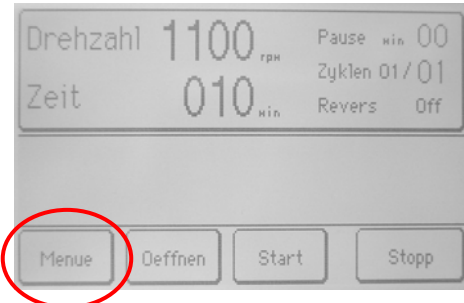 Drehzahl 1100 rpm Pause min 00
Zyklen 01/01
Zeit 010 min Revers Off
Menue Oeffnen Start Stopp